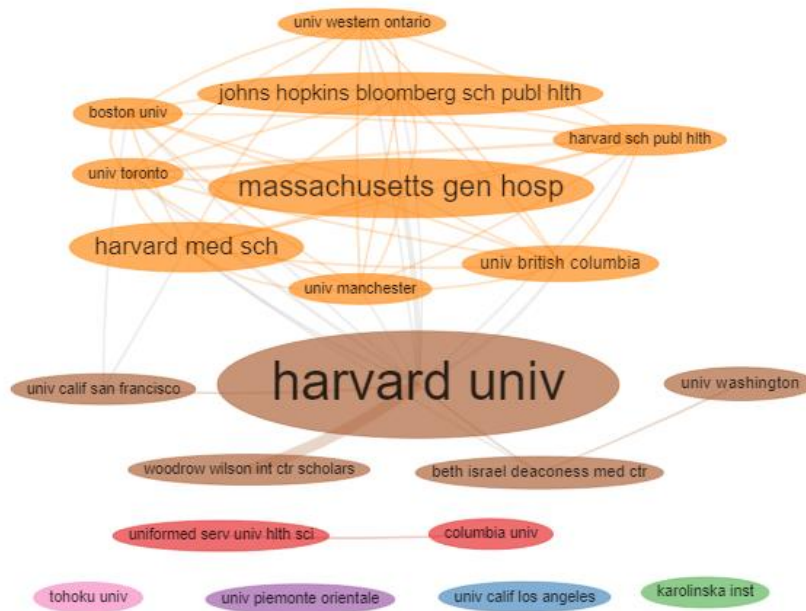 univ western ontario
johns hopkins bloomberg sch publ hlth
boston univ
harvard sch publ hlth
univ toronto
massachusetts gen hosp
harvard med sch
univ british columbia
univ manchester
harvard univ
univ calif san francisco
univ washington
woodrow wilson int ctr scholars
beth israel deaconess med ctr
uniformed serv univ hlth sci
columbia univ
tohoku univ
univ piemonte orientale
univ calif los angeles
karolinska inst